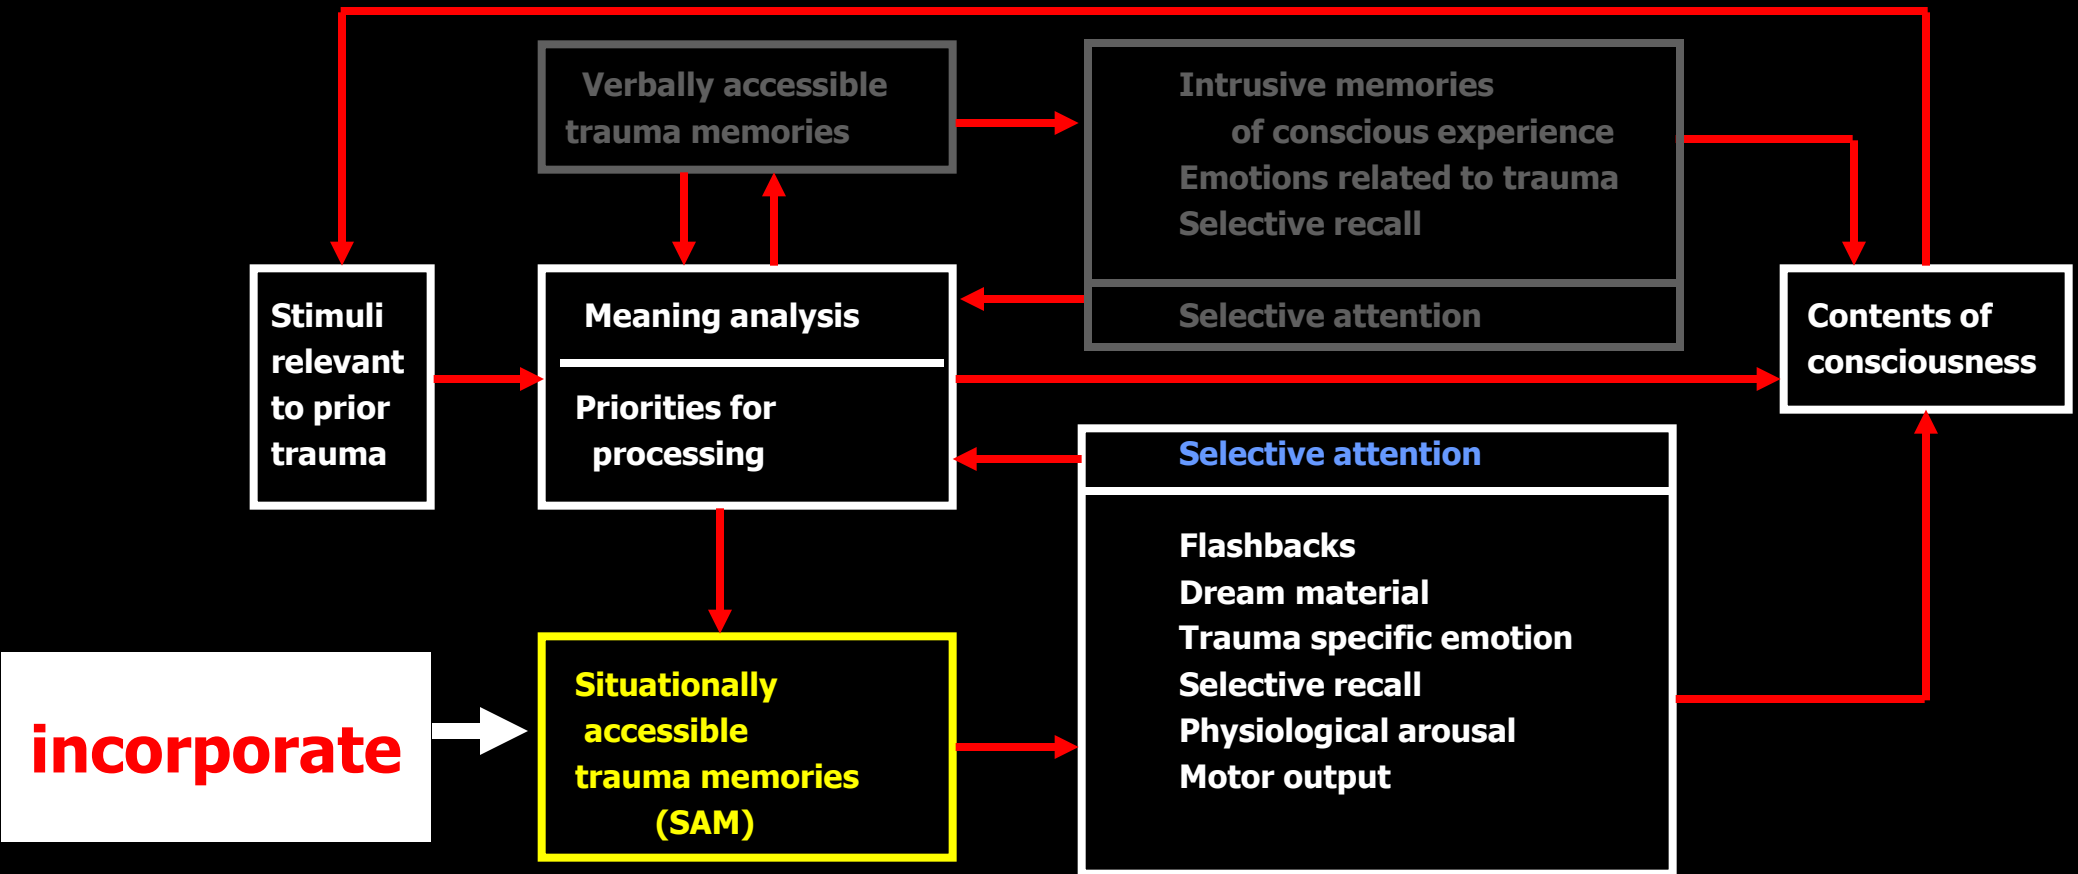 Verbally accessible
trauma memories
Intrusive memories
of conscious experience
Emotions related to trauma
Selective recall
Selective attention
Stimuli
relevant
to prior
trauma
Meaning analysis
Priorities for
processing
Contents of
consciousness
Selective attention
Flashbacks
Dream material
Trauma specific emotion
Selective recall
Physiological arousal
Motor output
incorporate
Situationally
accessible
trauma memories
(SAM)